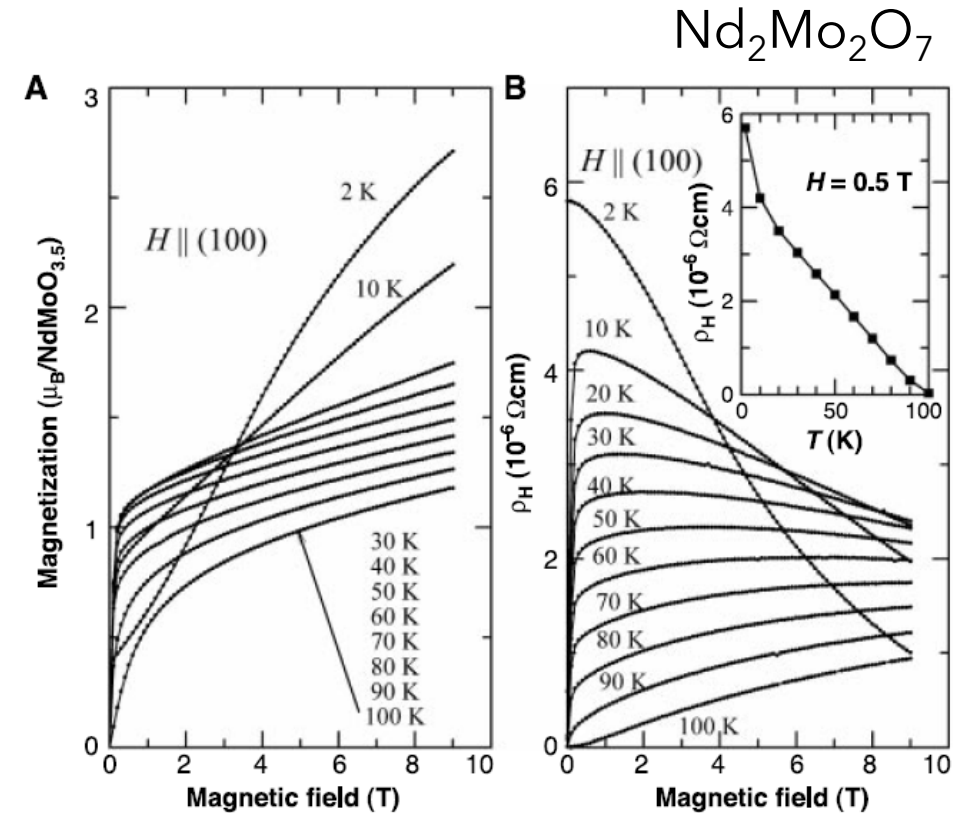 Nd₂Mo₂O₇
A
3
2
1
0
0
2
4
6
8
10
Magnetization (μB/NdMoO3.5)
Magnetic field (T)
H || (100)
2 K
10 K
30 K
40 K
50 K
60 K
70 K
80 K
90 K
100 K
B
6
4
2
0
0
2
4
6
8
10
ρH (10⁻⁶ Ωcm)
Magnetic field (T)
H || (100)
2 K
10 K
20 K
30 K
40 K
50 K
60 K
70 K
80 K
90 K
100 K
6
4
2
0
0
50
100
ρH (10⁻⁶ Ωcm)
T (K)
H = 0.5 T